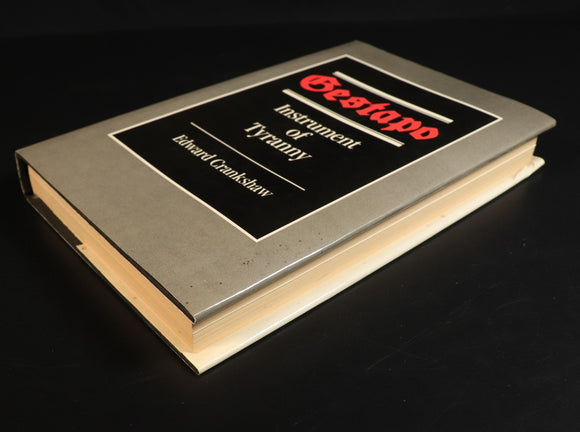 Gestapo
Instrument
of
Tyranny
Edward Crankshaw